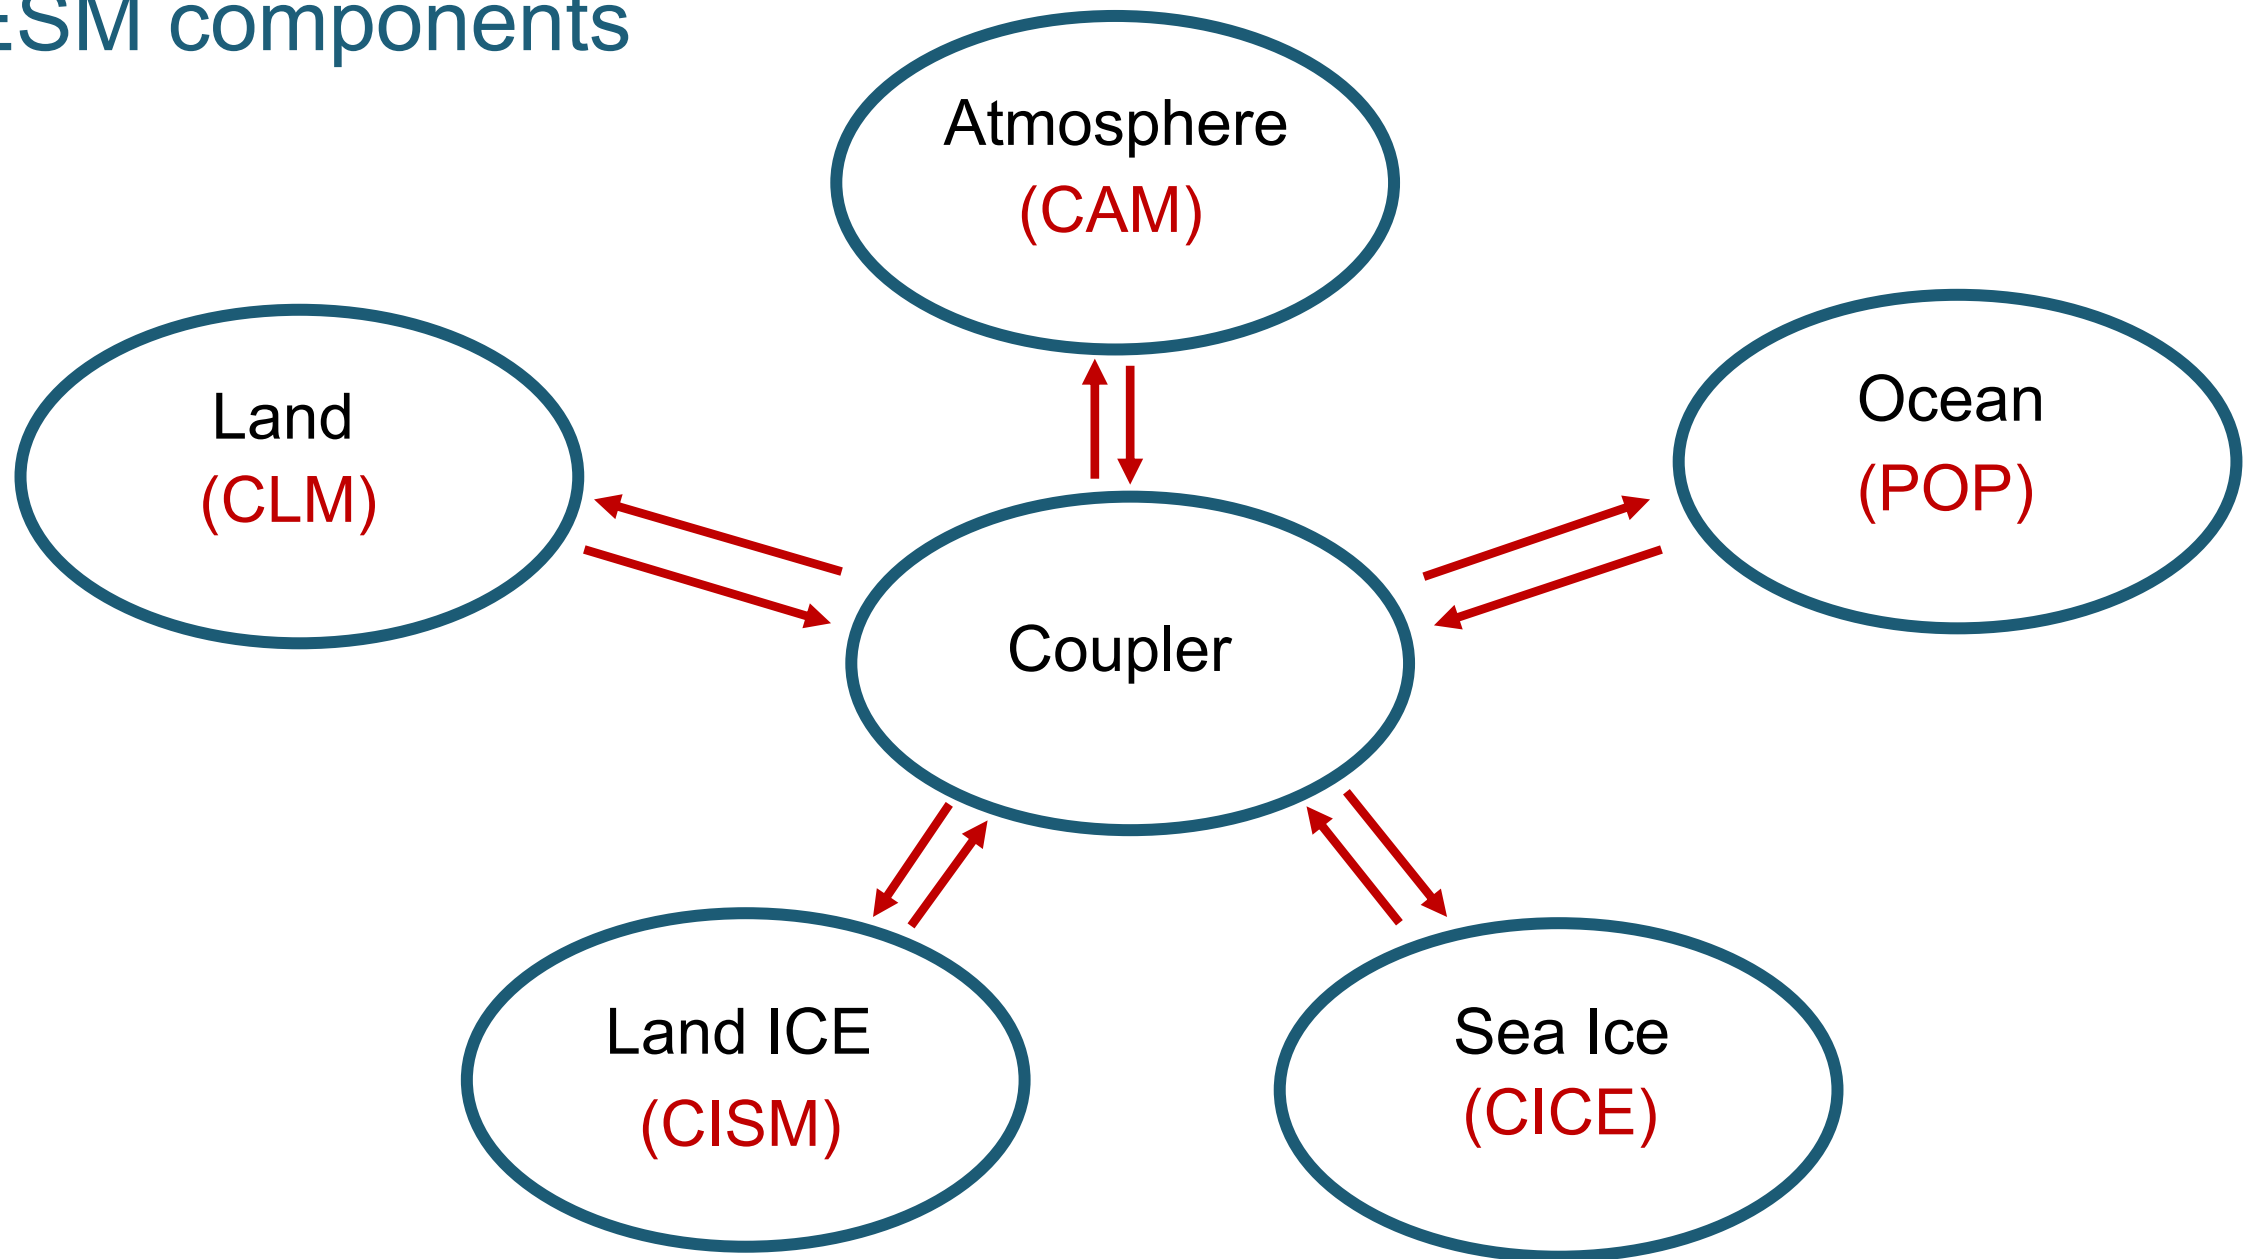 ESM components
Atmosphere
(CAM)
Land
(CLM)
Ocean
(POP)
Coupler
Land ICE
(CISM)
Sea Ice
(CICE)